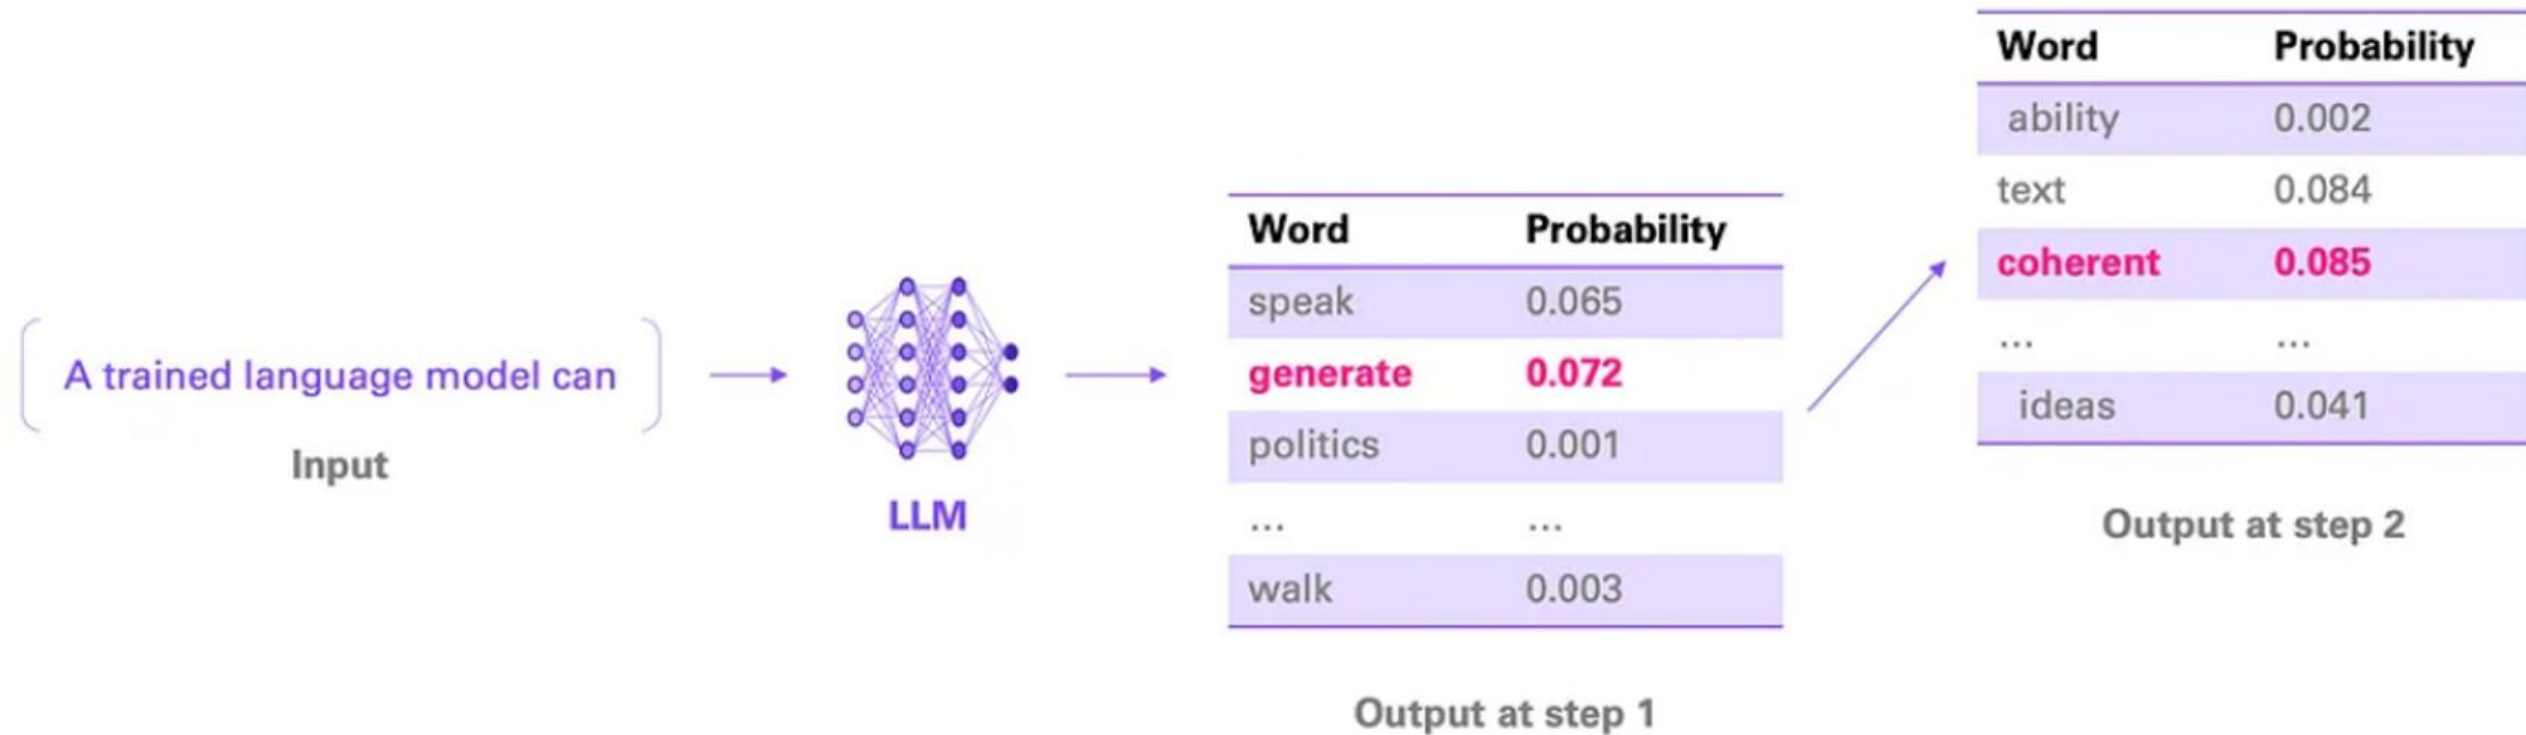 A trained language model can
Input
LLM
Word Probability
speak 0.065
generate 0.072
politics 0.001
... ...
walk 0.003
Output at step 1
Word Probability
ability 0.002
text 0.084
coherent 0.085
... ...
ideas 0.041
Output at step 2